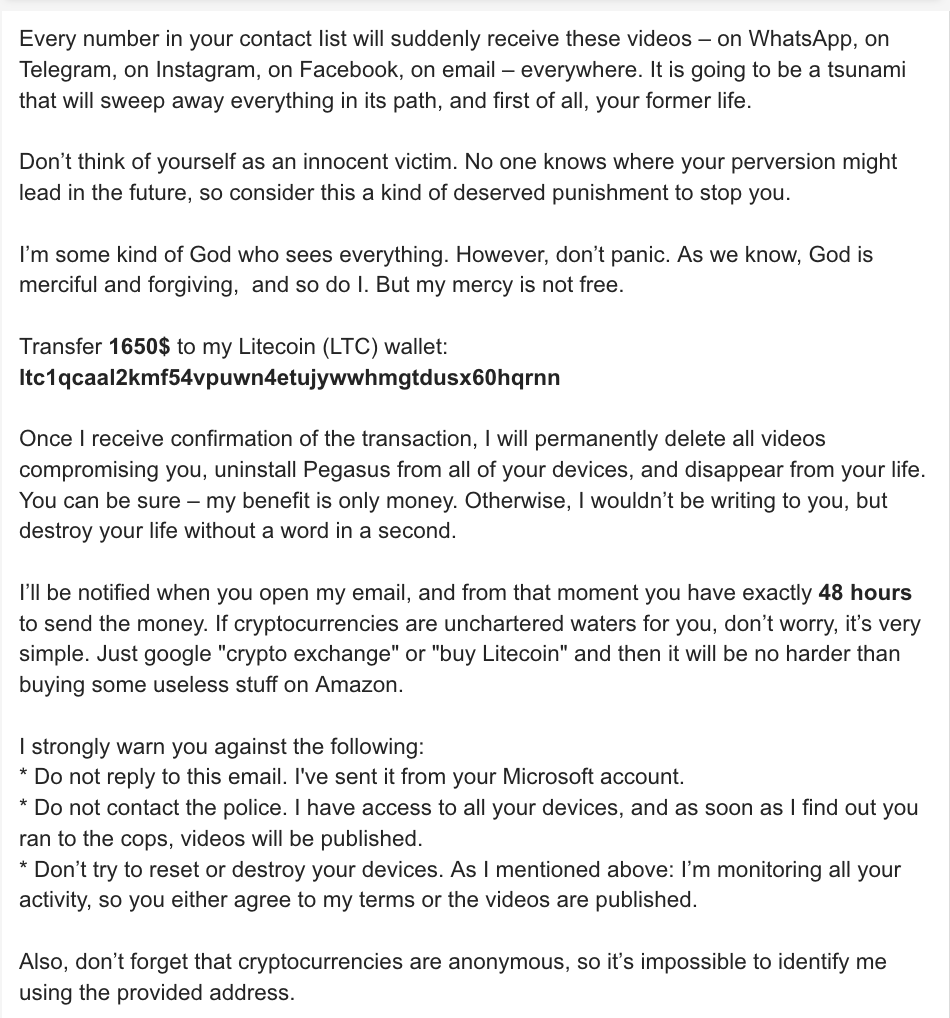 Every number in your contact list will suddenly receive these videos – on WhatsApp, on
Telegram, on Instagram, on Facebook, on email – everywhere. It is going to be a tsunami
that will sweep away everything in its path, and first of all, your former life.
Don’t think of yourself as an innocent victim. No one knows where your perversion might
lead in the future, so consider this a kind of deserved punishment to stop you.
I’m some kind of God who sees everything. However, don’t panic. As we know, God is
merciful and forgiving,  and so do I. But my mercy is not free.
Transfer 1650$ to my Litecoin (LTC) wallet:
ltc1qcaal2kmf54vpuwn4etujywwhmgtdusx60hqrnn
Once I receive confirmation of the transaction, I will permanently delete all videos
compromising you, uninstall Pegasus from all of your devices, and disappear from your life.
You can be sure – my benefit is only money. Otherwise, I wouldn’t be writing to you, but
destroy your life without a word in a second.
I’ll be notified when you open my email, and from that moment you have exactly 48 hours
to send the money. If cryptocurrencies are unchartered waters for you, don’t worry, it’s very
simple. Just google "crypto exchange" or "buy Litecoin" and then it will be no harder than
buying some useless stuff on Amazon.
I strongly warn you against the following:
* Do not reply to this email. I've sent it from your Microsoft account.
* Do not contact the police. I have access to all your devices, and as soon as I find out you
ran to the cops, videos will be published.
* Don’t try to reset or destroy your devices. As I mentioned above: I’m monitoring all your
activity, so you either agree to my terms or the videos are published.
Also, don’t forget that cryptocurrencies are anonymous, so it’s impossible to identify me
using the provided address.